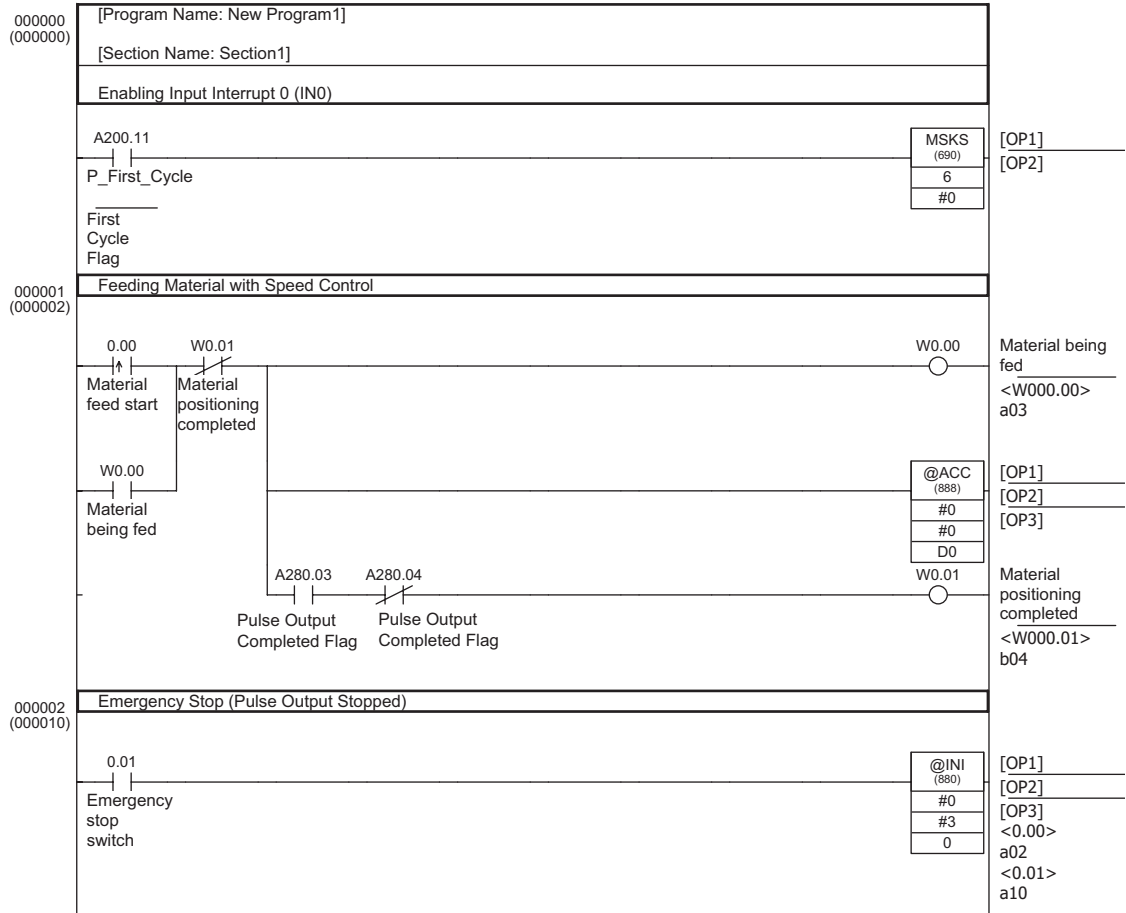 000000
(000000)
[Program Name: New Program1]
[Section Name: Section1]
Enabling Input Interrupt 0 (IN0)
A200.11
P_First_Cycle
First
Cycle
Flag
MSKS
(690)
6
#0
[OP1]
[OP2]
000001
(000002)
Feeding Material with Speed Control
0.00
Material
feed start
W0.01
Material
positioning
completed
W0.00
Material being
fed
<W000.00>
a03
W0.00
Material
being fed
@ACC
(888)
#0
#0
D0
[OP1]
[OP2]
[OP3]
A280.03
Pulse Output
Completed Flag
A280.04
Pulse Output
Completed Flag
W0.01
Material
positioning
completed
<W000.01>
b04
000002
(000010)
Emergency Stop (Pulse Output Stopped)
0.01
Emergency
stop
switch
@INI
(880)
#0
#3
0
[OP1]
[OP2]
[OP3]
<0.00>
a02
<0.01>
a10